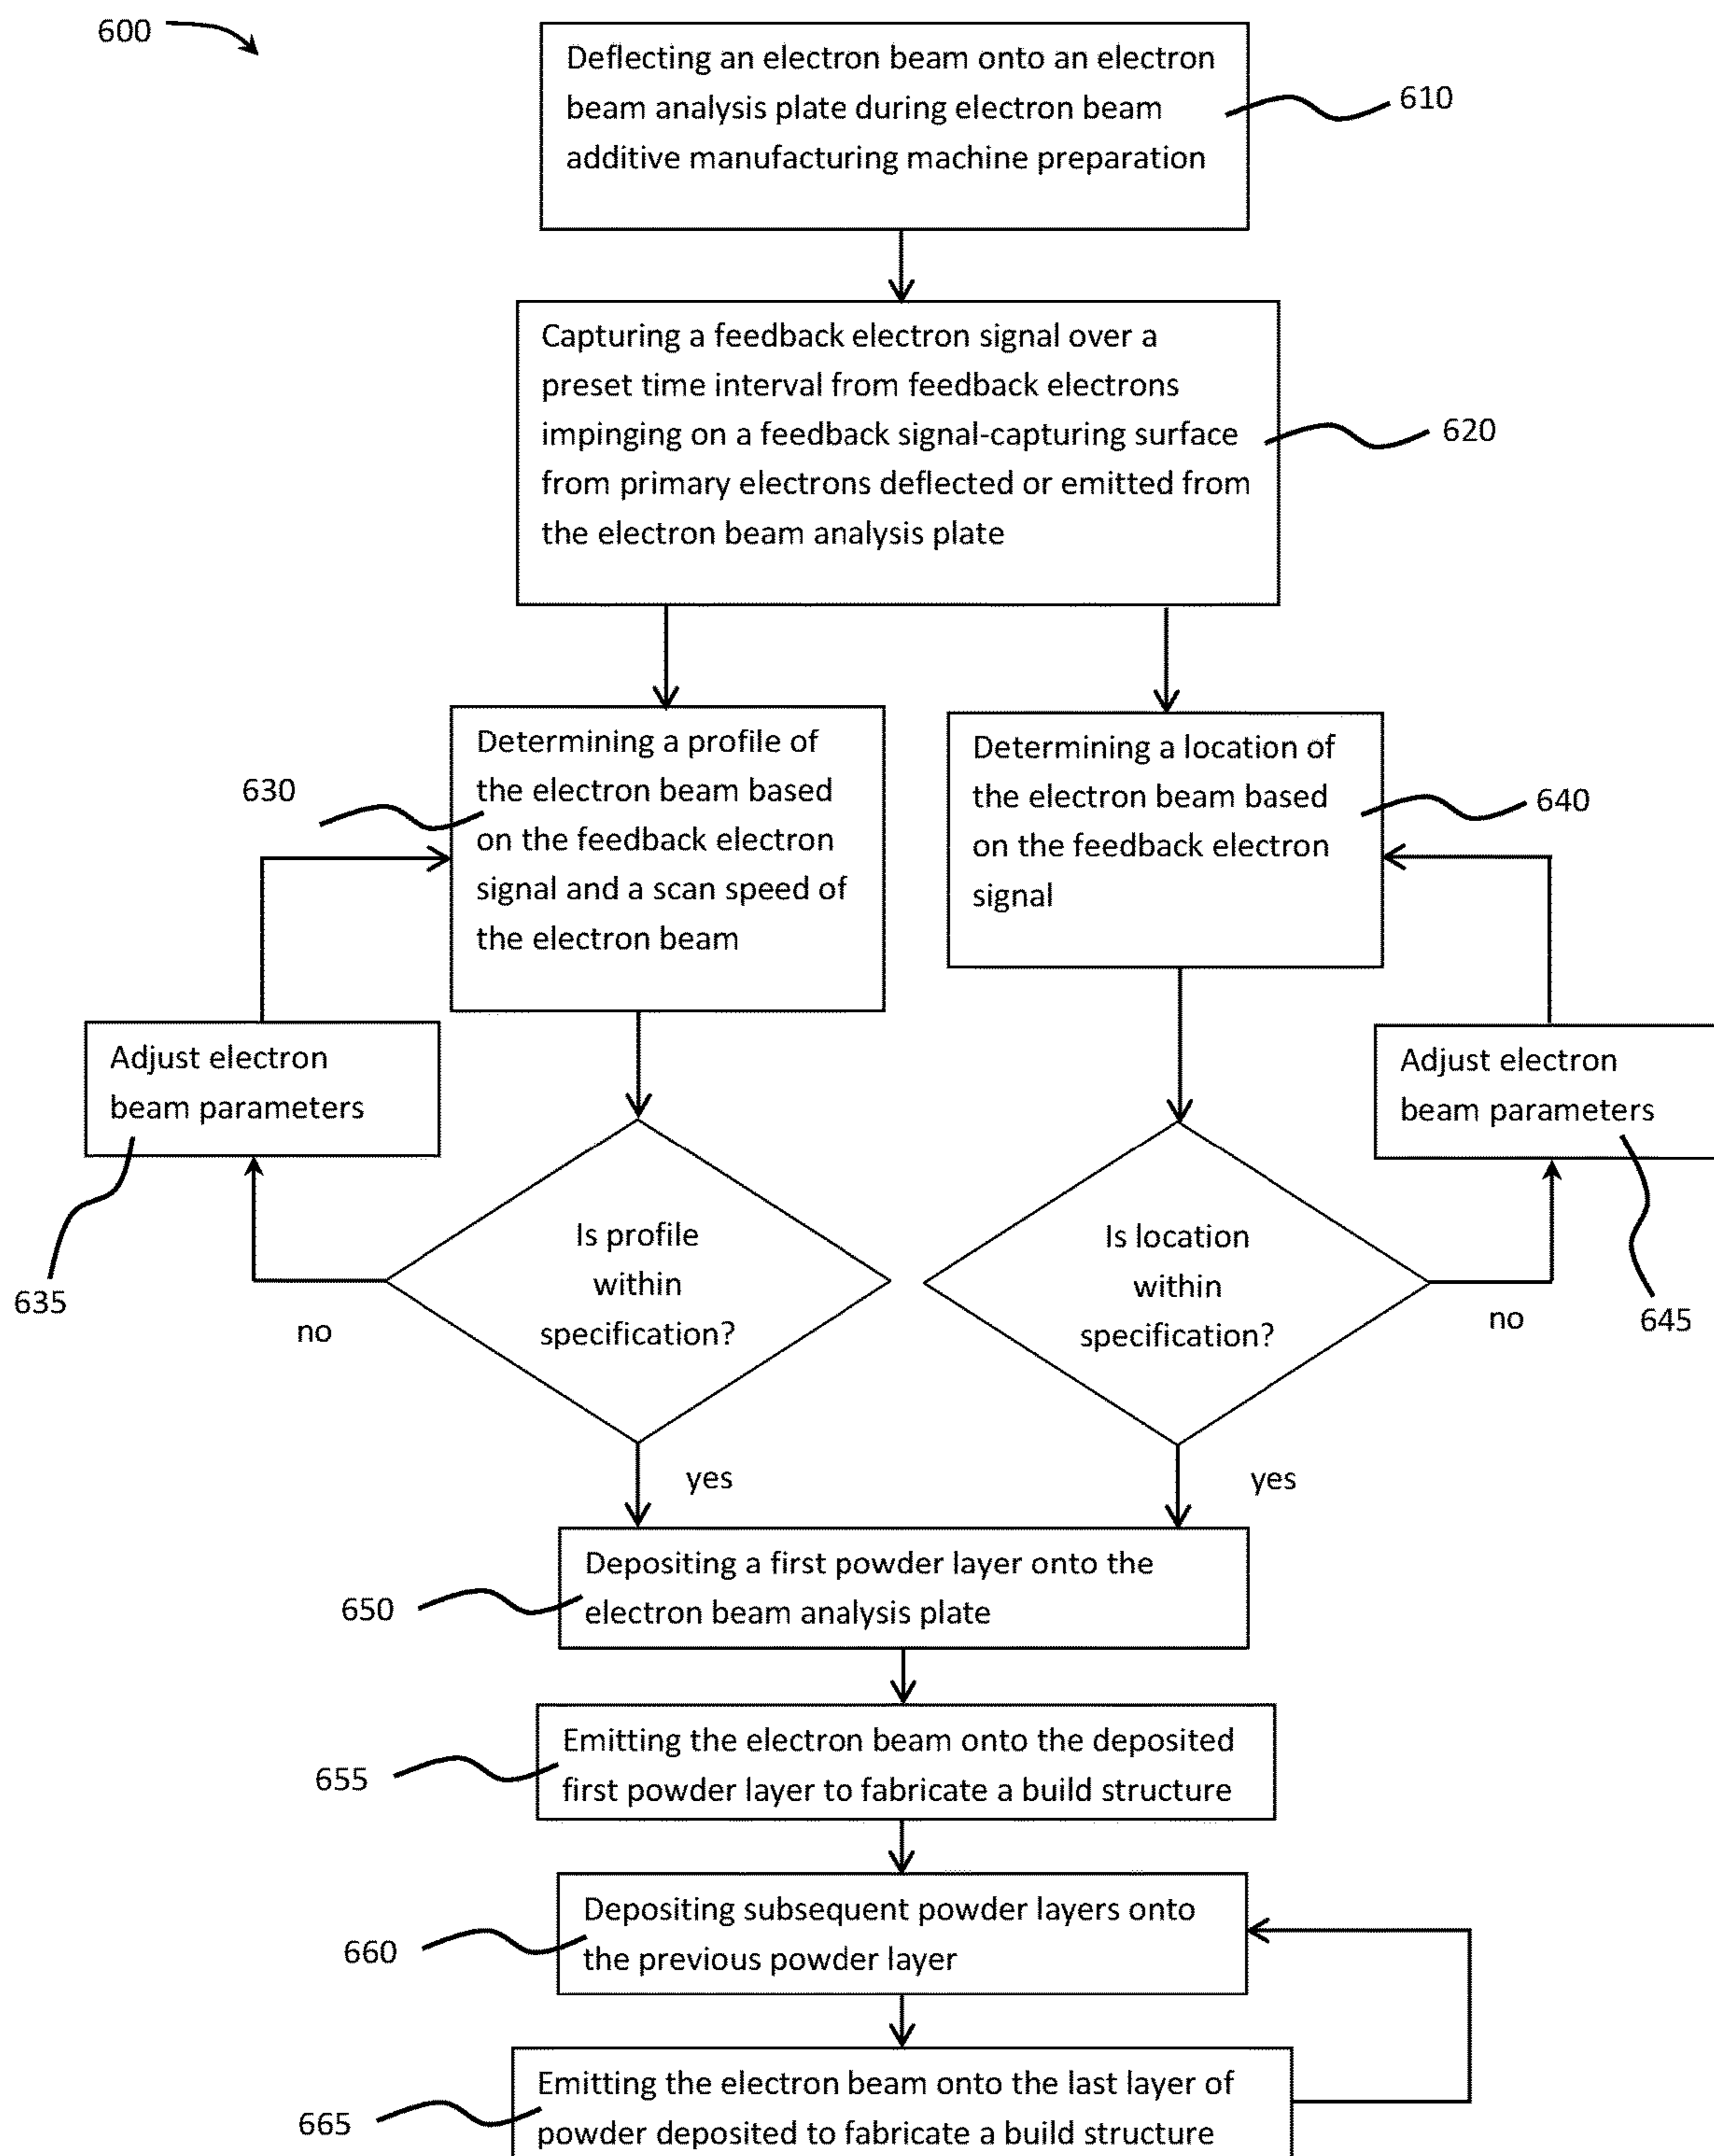 600
Deflecting an electron beam onto an electron
beam analysis plate during electron beam
additive manufacturing machine preparation
610
Capturing a feedback electron signal over a
preset time interval from feedback electrons
impinging on a feedback signal-capturing surface
from primary electrons deflected or emitted from
the electron beam analysis plate
620
Determining a profile of
the electron beam based
on the feedback electron
signal and a scan speed of
the electron beam
630
Determining a location of
the electron beam based
on the feedback electron
signal
640
Adjust electron
beam parameters
635
Adjust electron
beam parameters
645
Is profile
within
specification?
no
Is location
within
specification?
no
yes
yes
Depositing a first powder layer onto the
electron beam analysis plate
650
Emitting the electron beam onto the deposited
first powder layer to fabricate a build structure
655
Depositing subsequent powder layers onto
the previous powder layer
660
Emitting the electron beam onto the last layer of
powder deposited to fabricate a build structure
665